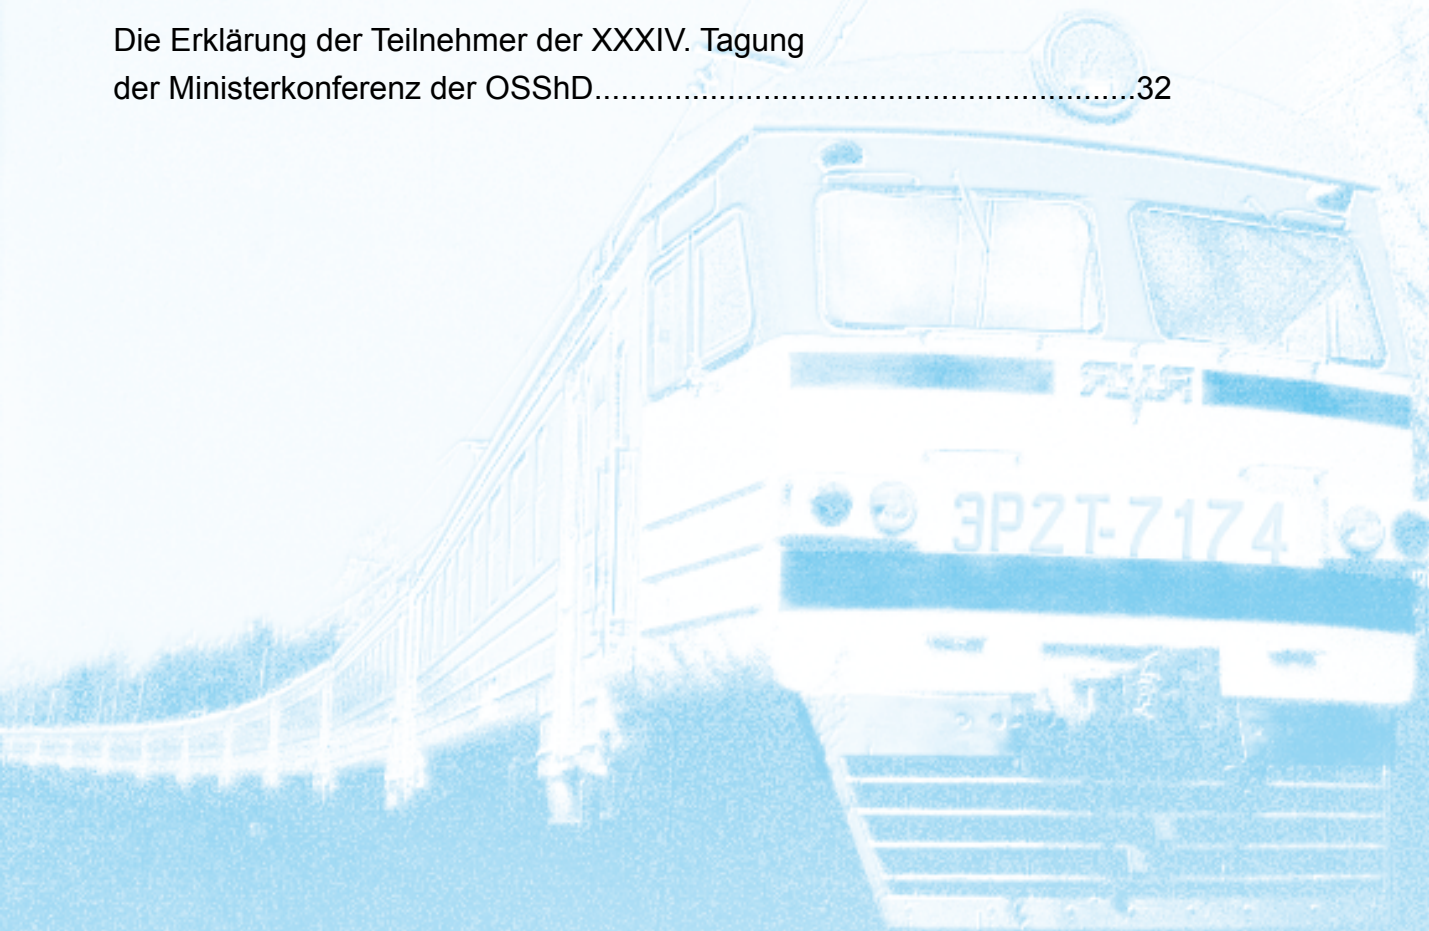 Die Erklärung der Teilnehmer der XXXIV. Tagung
der Ministerkonferenz der OSShD.............................................................32
ЭР2Т-7174